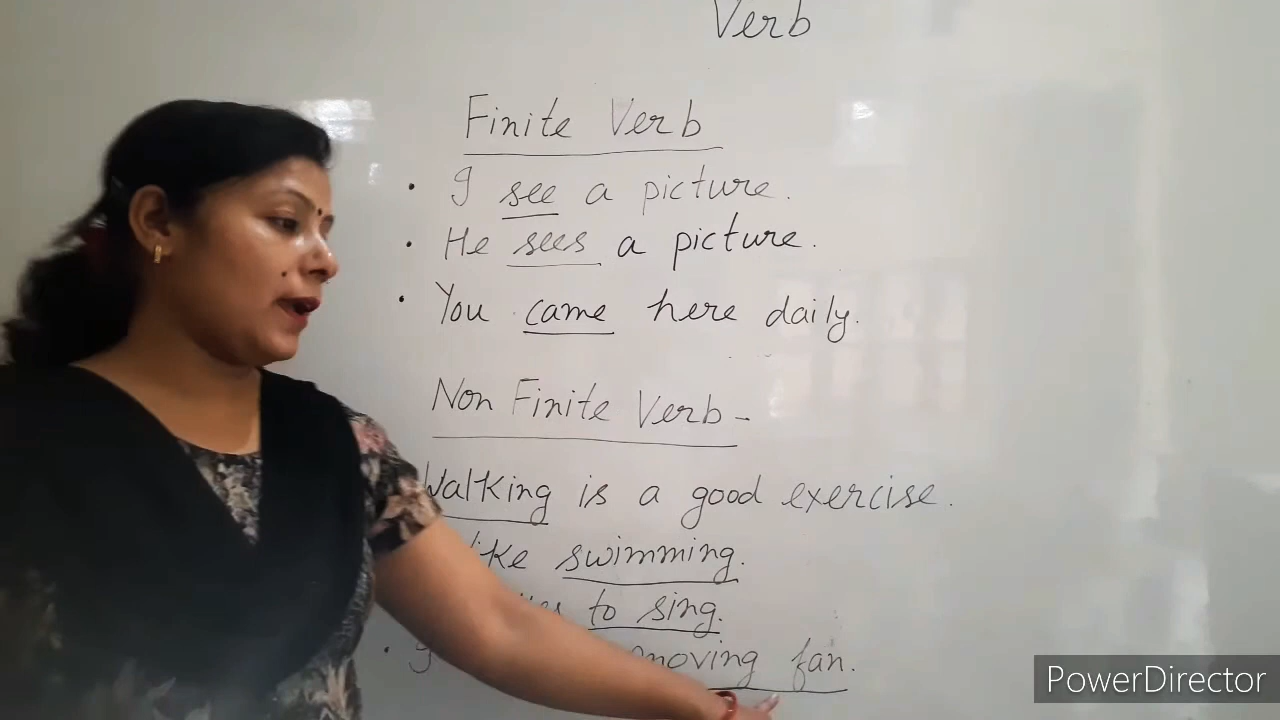 Verb
Finite Verb
• I see a picture.
• He sees a picture.
• You came here daily.
Non Finite Verb -
Walking is a good exercise.
like swimming.
to sing.
• I moving fan.
PowerDirector